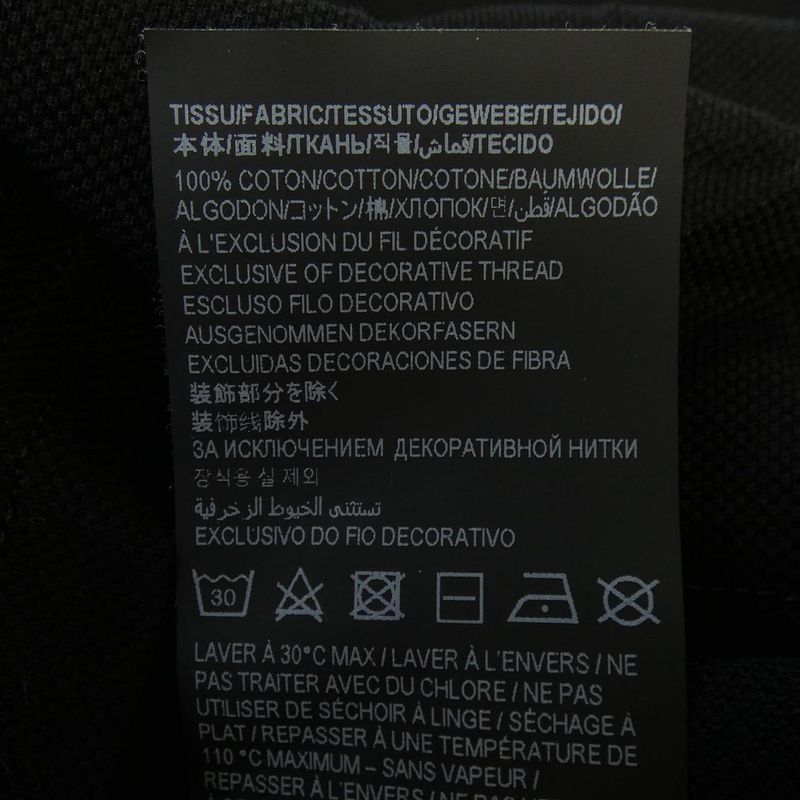 TISSU/FABRIC/TESSUTO/GEWEBE/TEJIDO/
本体/面料/ТКАНЬ/직물/قماش/TECIDO
100% COTON/COTTON/COTONE/BAUMWOLLE/
ALGODON/コットン/棉/ХЛОПОК/면/قطن/ALGODÃO
À L'EXCLUSION DU FIL DÉCORATIF
EXCLUSIVE OF DECORATIVE THREAD
ESCLUSO FILO DECORATIVO
AUSGENOMMEN DEKORFASERN
EXCLUIDAS DECORACIONES DE FIBRA
装飾部分を除く
装饰线除外
ЗА ИСКЛЮЧЕНИЕМ ДЕКОРАТИВНОЙ НИТКИ
장식용 실 제외
تستثنى الخيوط الزخرفية
EXCLUSIVO DO FIO DECORATIVO
30
LAVER À 30°C MAX / LAVER À L'ENVERS / NE
PAS TRAITER AVEC DU CHLORE / NE PAS
UTILISER DE SÉCHOIR À LINGE / SÉCHAGE À
PLAT / REPASSER À UNE TEMPÉRATURE DE
110 °C MAXIMUM – SANS VAPEUR /
REPASSER À L'ENVERS / NE PAS NETTOYER